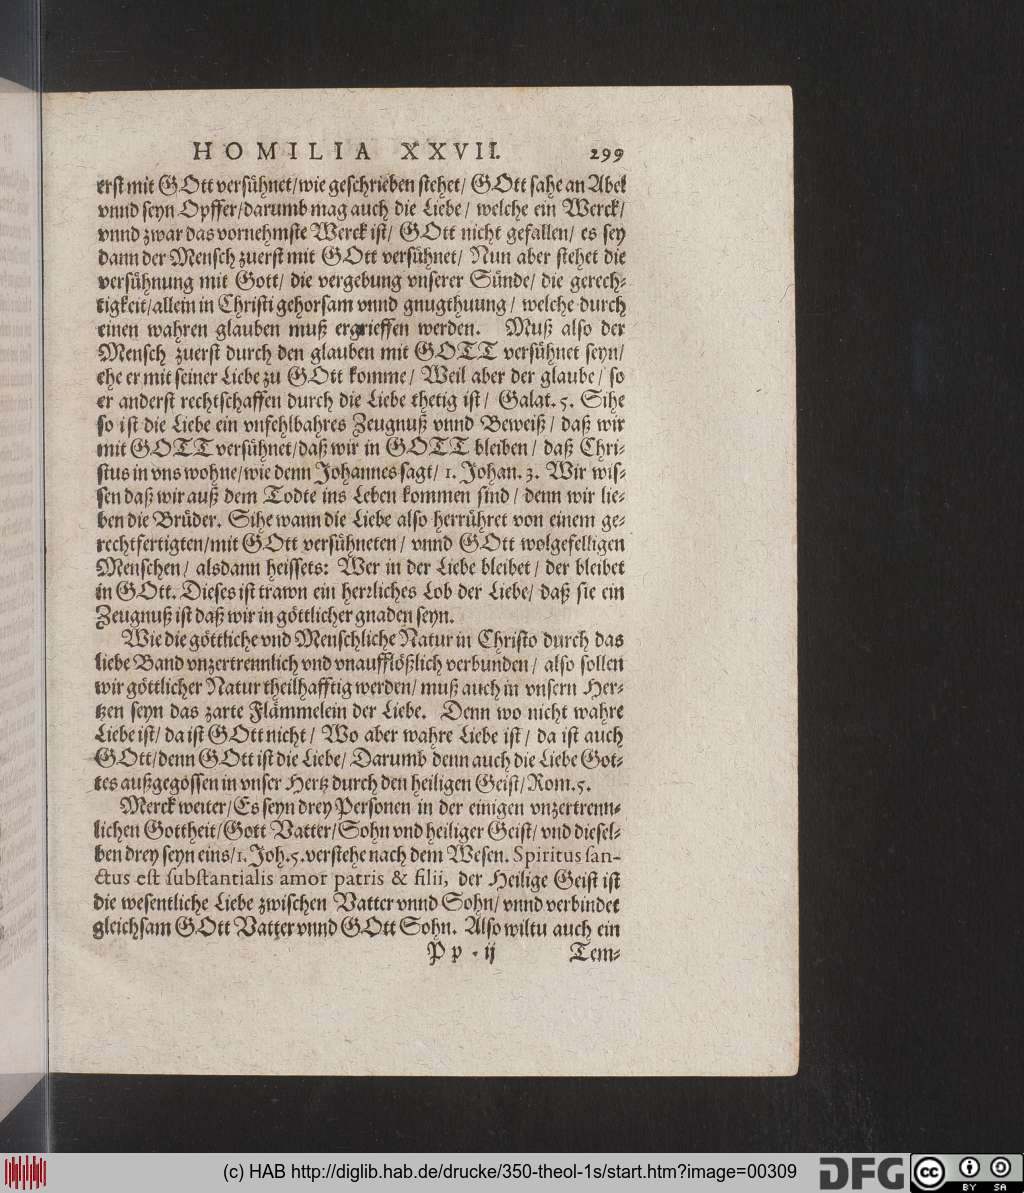 HOMILIA XXVII. 299
erst mit GOtt versühnet/wie geschrieben stehet/ GOtt sahe an Abel
vnnd seyn Opffer/darumb mag auch die Liebe/ welche ein Werck/
vnnd zwar das vornehmste Werck ist/ GOtt nicht gefallen/ es sey
dann der Mensch zuerst mit GOtt versühnet/ Nun aber stehet die
versühnung mit Gott/ die vergebung vnserer Sünde/ die gerech-
tigkeit/allein in Christi gehorsam vnnd gnugthuung/ welche durch
einen wahren glauben muß ergrieffen werden. Muß also der
Mensch zuerst durch den glauben mit GOTT versühnet seyn/
ehe er mit seiner Liebe zu GOtt komme/ Weil aber der glaube/ so
er anderst rechtschaffen durch die Liebe thetig ist/ Galat. 5. Sihe
so ist die Liebe ein vnfehlbahres Zeugnuß vnnd Beweiß/ daß wir
mit GOTT versühnet/daß wir in GOTT bleiben/ daß Chri-
stus in vns wohne/wie denn Johannes sagt/ 1. Johan. 3. Wir wis-
sen daß wir auß dem Todte ins Leben kommen sind/ denn wir lie-
ben die Brüder. Sihe wann die Liebe also herrühret von einem ge-
rechtfertigten/mit GOtt versühneten/ vnnd GOtt wolgefelligen
Menschen/ alsdann heissets: Wer in der Liebe bleibet/ der bleibet
in GOtt. Dieses ist trawn ein herrliches Lob der Liebe/ daß sie ein
Zeugnuß ist daß wir in göttlicher gnaden seyn.
Wie die göttliche vnd Menschliche Natur in Christo durch das
liebe Band vnzertrennlich vnd vnaufflößlich verbunden/ also sollen
wir göttlicher Natur theilhafftig werden/ muß auch in vnsern Her-
tzen seyn das zarte Flämmelein der Liebe. Denn wo nicht wahre
Liebe ist/ da ist GOtt nicht/ Wo aber wahre Liebe ist/ da ist auch
GOtt/denn GOtt ist die Liebe/ Darumb denn auch die Liebe Got-
tes außgegossen in vnser Hertz durch den heiligen Geist/ Rom. 5.
Merck weiter/Es seyn drey Personen in der einigen vnzertrenn-
lichen Gottheit/Gott Vatter/Sohn vnd heiliger Geist/ vnd diesel-
ben drey seyn eins/1. Joh. 5. verstehe nach dem Wesen. Spiritus san-
ctus est substantialis amor patris & filii, der Heilige Geist ist
die wesentliche Liebe zwischen Vatter vnnd Sohn/ vnnd verbindet
gleichsam GOtt Vatter vnnd GOtt Sohn. Also wiltu auch ein
Pp ij Tem-
(c) HAB http://diglib.hab.de/drucke/350-theol-1s/start.htm?image=00309
DFG
cc BY SA